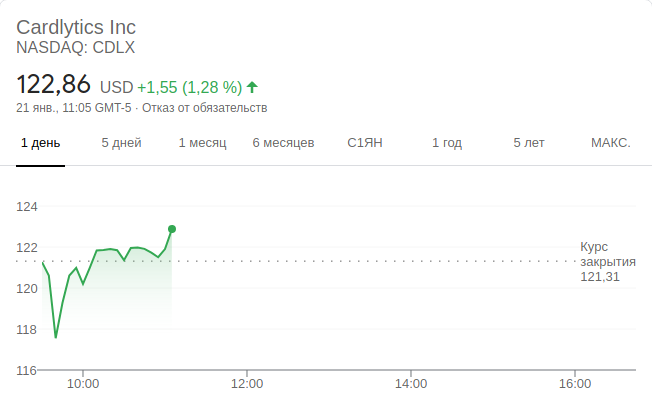 Cardlytics Inc
NASDAQ: CDLX
122,86 USD +1,55 (1,28 %)
21 янв., 11:05 GMT-5 · Отказ от обязательств
1 день 5 дней 1 месяц 6 месяцев С1ЯН 1 год 5 лет МАКС.
124
122
120
118
116
Курс
закрытия
121,31
10:00 12:00 14:00 16:00